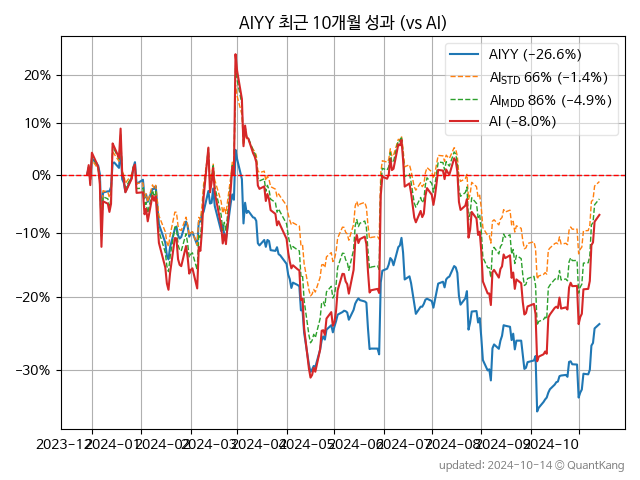 AIYY 최근 10개월 성과 (vs AI)
AIYY (−26.6%)
AI_STD 66% (−1.4%)
AI_MDD 86% (−4.9%)
AI (−8.0%)
20%
10%
0%
−10%
−20%
−30%
2023-12 2024-01 2024-02 2024-03 2024-04 2024-05 2024-06 2024-07 2024-08 2024-09 2024-10
updated: 2024-10-14 © QuantKang